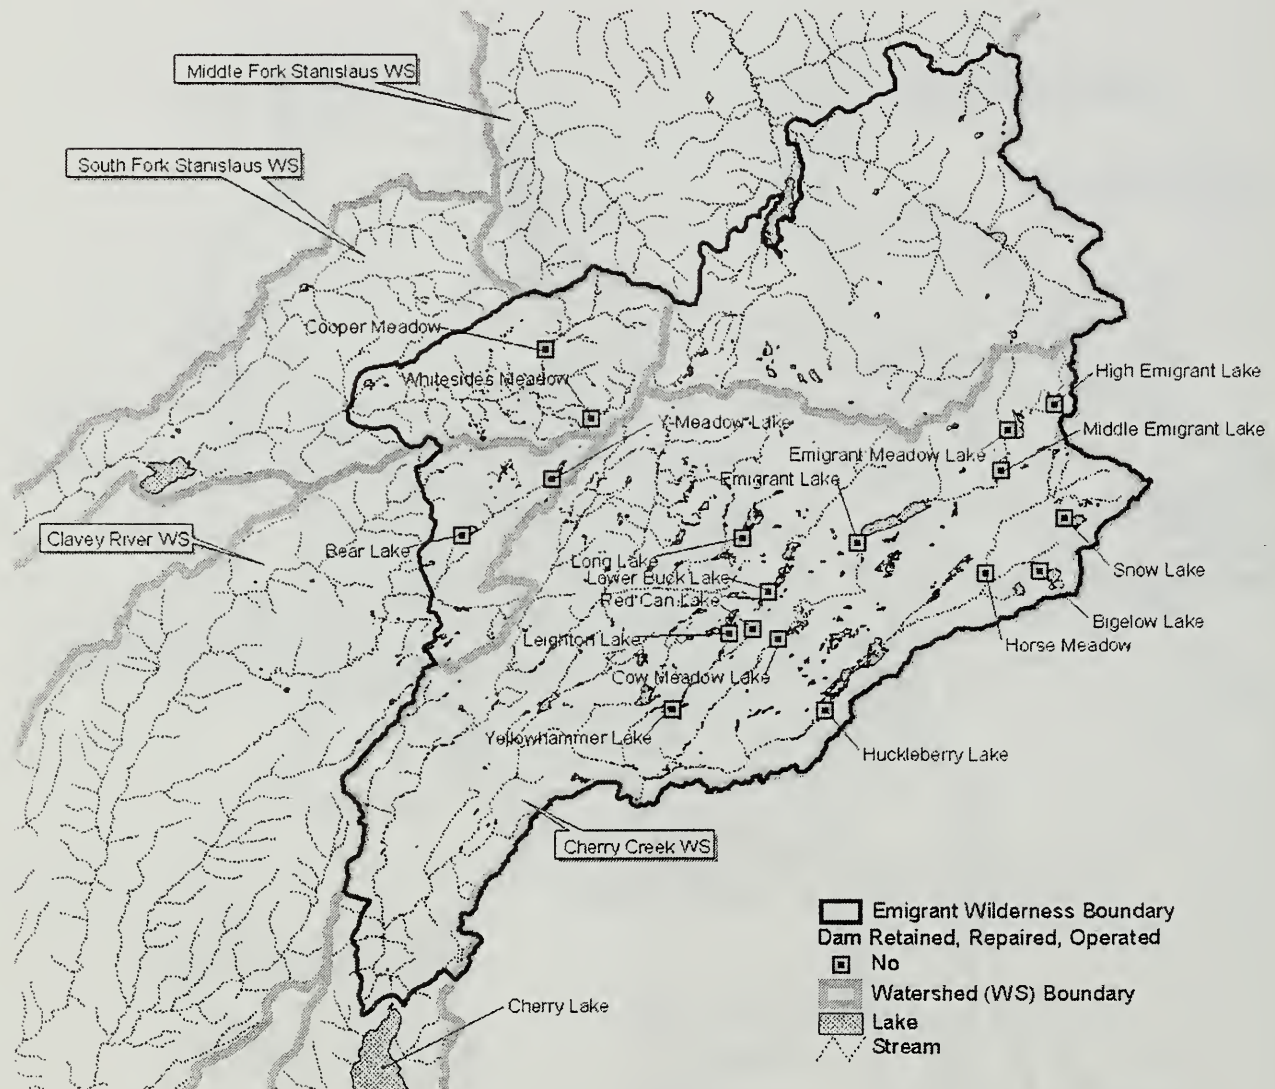 Middle Fork Stanislaus WS
South Fork Stanislaus WS
Cooper Meadow
Whitesides Meadow
High Emigrant Lake
Y-Meadow Lake
Middle Emigrant Lake
Emigrant Meadow Lake
Emigrant Lake
Clavey River WS
Bear Lake
Long Lake
Lower Buck Lake
Snow Lake
Red Can Lake
Bigelow Lake
Leighton Lake
Horse Meadow
Cow Meadow Lake
Yellowhammer Lake
Huckleberry Lake
Cherry Creek WS
Emigrant Wilderness Boundary
Dam Retained, Repaired, Operated
No
Watershed (WS) Boundary
Cherry Lake
Lake
Stream